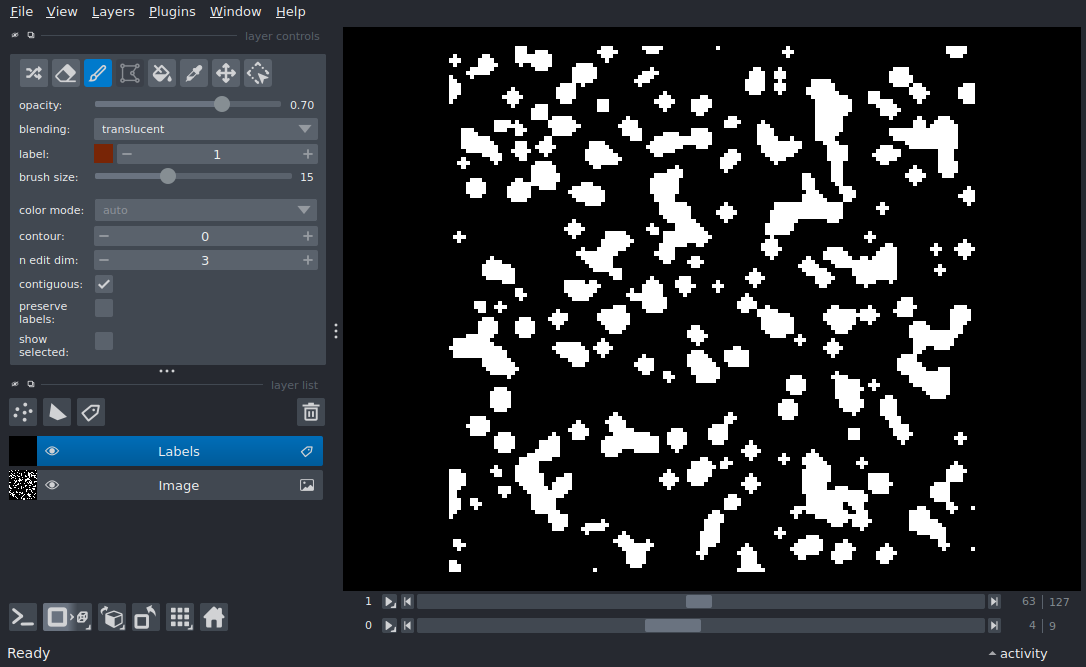 File View Layers Plugins Window Help
layer controls
opacity: 0.70
blending: translucent
label: 1
brush size: 15
color mode: auto
contour: 0
n edit dim: 3
contiguous:
preserve
labels:
show
selected:
layer list
Labels
Image
1 63 | 127
0 4 | 9
Ready activity